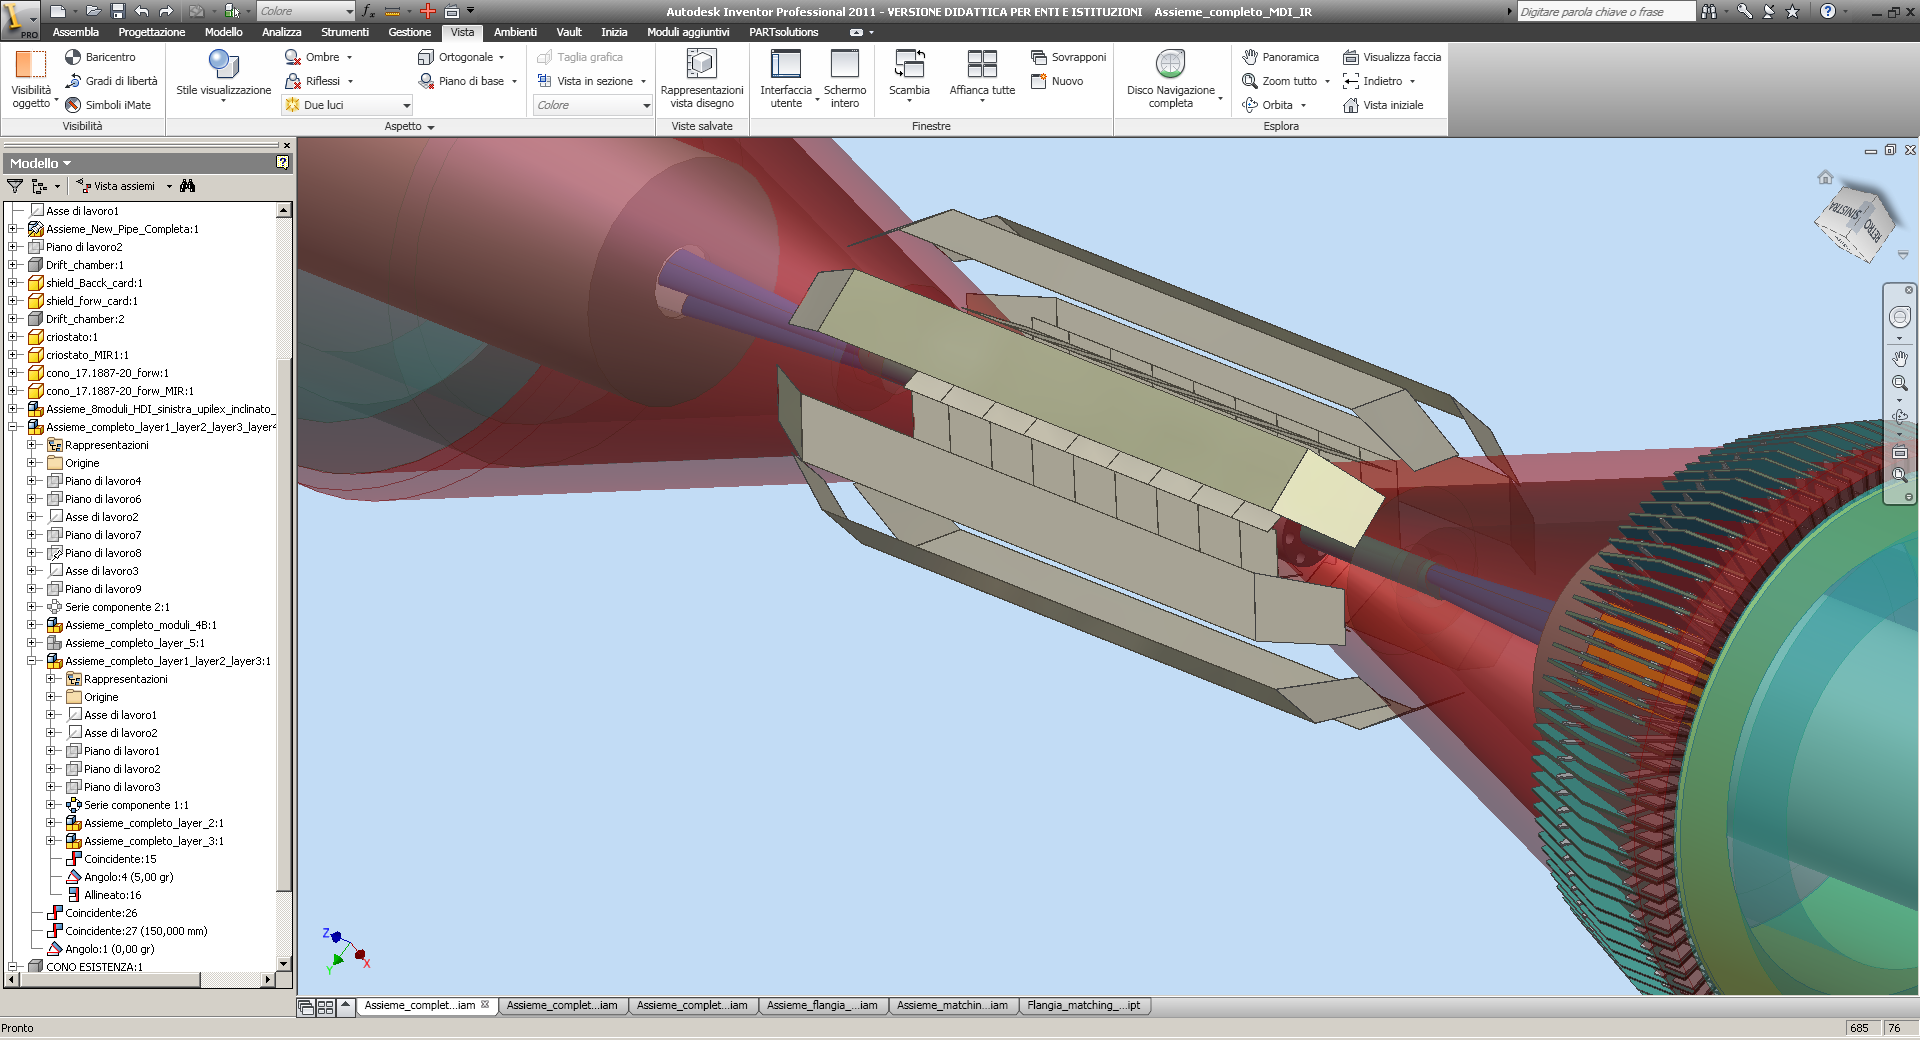 PRO
Colore
Autodesk Inventor Professional 2011 - VERSIONE DIDATTICA PER ENTI E ISTITUZIONI Assieme_completo_MDI_IR
Digitare parola chiave o frase
Assembla Progettazione Modello Analizza Strumenti Gestione Vista Ambienti Vault Inizia Moduli aggiuntivi PARTsolutions
Visibilità oggetto
Baricentro
Gradi di libertà
Simboli iMate
Visibilità
Stile visualizzazione
Ombre
Riflessi
Due luci
Ortogonale
Piano di base
Aspetto
Taglia grafica
Vista in sezione
Colore
Rappresentazioni vista disegno
Viste salvate
Interfaccia utente
Schermo intero
Scambia
Affianca tutte
Sovrapponi
Nuovo
Finestre
Disco Navigazione completa
Panoramica
Zoom tutto
Orbita
Visualizza faccia
Indietro
Vista iniziale
Esplora
Modello
Vista assiemi
Asse di lavoro1
Assieme_New_Pipe_Completa:1
Piano di lavoro2
Drift_chamber:1
shield_Bacck_card:1
shield_forw_card:1
Drift_chamber:2
criostato:1
criostato_MIR1:1
cono_17.1887-20_forw:1
cono_17.1887-20_forw_MIR:1
Assieme_8moduli_HDI_sinistra_upilex_inclinato_
Assieme_completo_layer1_layer2_layer3_layer4
Rappresentazioni
Origine
Piano di lavoro4
Piano di lavoro6
Asse di lavoro2
Piano di lavoro7
Piano di lavoro8
Asse di lavoro3
Piano di lavoro9
Serie componente 2:1
Assieme_completo_moduli_4B:1
Assieme_completo_layer_5:1
Assieme_completo_layer1_layer2_layer3:1
Rappresentazioni
Origine
Asse di lavoro1
Asse di lavoro2
Piano di lavoro1
Piano di lavoro2
Piano di lavoro3
Serie componente 1:1
Assieme_completo_layer_2:1
Assieme_completo_layer_3:1
Coincidente:15
Angolo:4 (5,00 gr)
Allineato:16
Coincidente:26
Coincidente:27 (150,000 mm)
Angolo:1 (0,00 gr)
CONO ESISTENZA:1
SINISTRA
RETRO
Z
Y
X
Assieme_complet...iam
Assieme_complet...iam
Assieme_complet...iam
Assieme_flangia_...iam
Assieme_matchin...iam
Flangia_matching_...ipt
Pronto
685
76